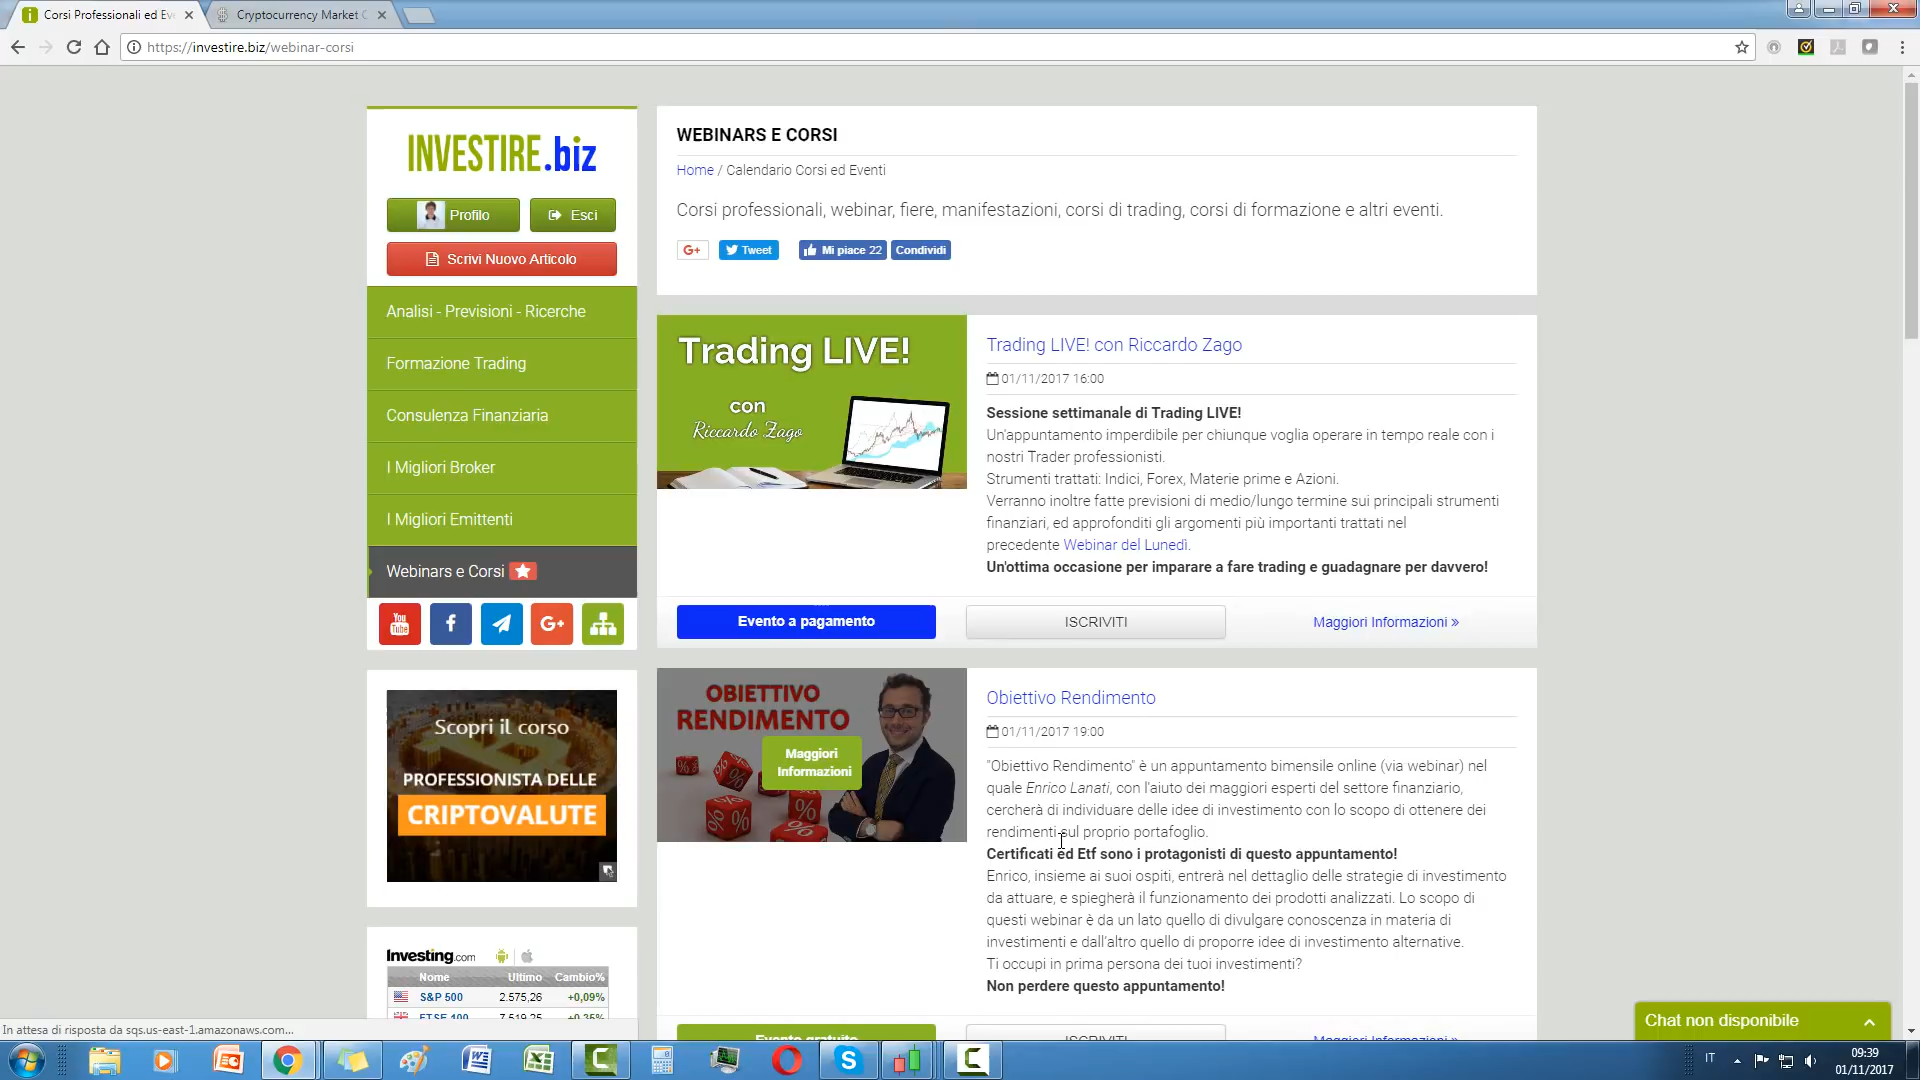 Corsi Professionali ed Ev
Cryptocurrency Market C
https://investire.biz/webinar-corsi
INVESTIRE.biz
Profilo
Esci
Scrivi Nuovo Articolo
Analisi - Previsioni - Ricerche
Formazione Trading
Consulenza Finanziaria
I Migliori Broker
I Migliori Emittenti
Webinars e Corsi
You
Tube
G+
Scopri il corso
PROFESSIONISTA DELLE
CRIPTOVALUTE
Investing.com
Nome Ultimo Cambio%
S&P 500 2.575,26 +0,09%
FTSE 100 7.519,25 +0,35%
WEBINARS E CORSI
Home / Calendario Corsi ed Eventi
Corsi professionali, webinar, fiere, manifestazioni, corsi di trading, corsi di formazione e altri eventi.
G+ Tweet Mi piace 22 Condividi
Trading LIVE!
con
Riccardo Zago
Trading LIVE! con Riccardo Zago
01/11/2017 16:00
Sessione settimanale di Trading LIVE!
Un'appuntamento imperdibile per chiunque voglia operare in tempo reale con i
nostri Trader professionisti.
Strumenti trattati: Indici, Forex, Materie prime e Azioni.
Verranno inoltre fatte previsioni di medio/lungo termine sui principali strumenti
finanziari, ed approfonditi gli argomenti più importanti trattati nel
precedente Webinar del Lunedì.
Un'ottima occasione per imparare a fare trading e guadagnare per davvero!
Evento a pagamento
ISCRIVITI
Maggiori Informazioni »
OBIETTIVO
RENDIMENTO
Maggiori
Informazioni
Obiettivo Rendimento
01/11/2017 19:00
"Obiettivo Rendimento" è un appuntamento bimensile online (via webinar) nel
quale Enrico Lanati, con l'aiuto dei maggiori esperti del settore finanziario,
cercherà di individuare delle idee di investimento con lo scopo di ottenere dei
rendimenti sul proprio portafoglio.
Certificati ed Etf sono i protagonisti di questo appuntamento!
Enrico, insieme ai suoi ospiti, entrerà nel dettaglio delle strategie di investimento
da attuare, e spiegherà il funzionamento dei prodotti analizzati. Lo scopo di
questi webinar è da un lato quello di divulgare conoscenza in materia di
investimenti e dall'altro quello di proporre idee di investimento alternative.
Ti occupi in prima persona dei tuoi investimenti?
Non perdere questo appuntamento!
Evento gratuito
ISCRIVITI
Maggiori Informazioni »
Chat non disponibile
In attesa di risposta da sqs.us-east-1.amazonaws.com...
IT
09:39
01/11/2017